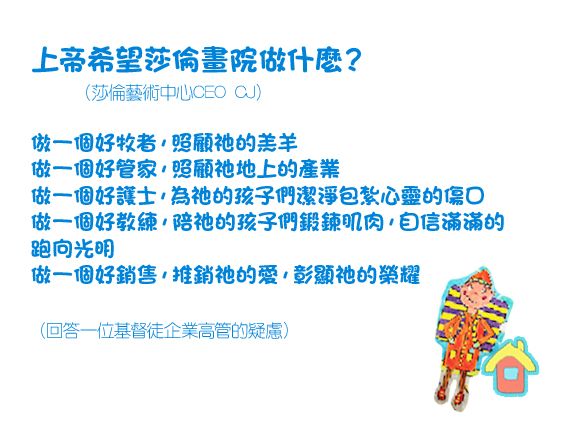 上帝希望莎倫畫院做什麼？
（莎倫藝術中心CEO CJ）
做一個好牧者，照顧祂的羔羊
做一個好管家，照顧祂地上的產業
做一個好護士，為祂的孩子們潔淨包紮心靈的傷口
做一個好教練，陪祂的孩子們鍛鍊肌肉，自信滿滿的
跑向光明
做一個好銷售，推銷祂的愛，彰顯祂的榮耀
（回答一位基督徒企業高管的疑慮）